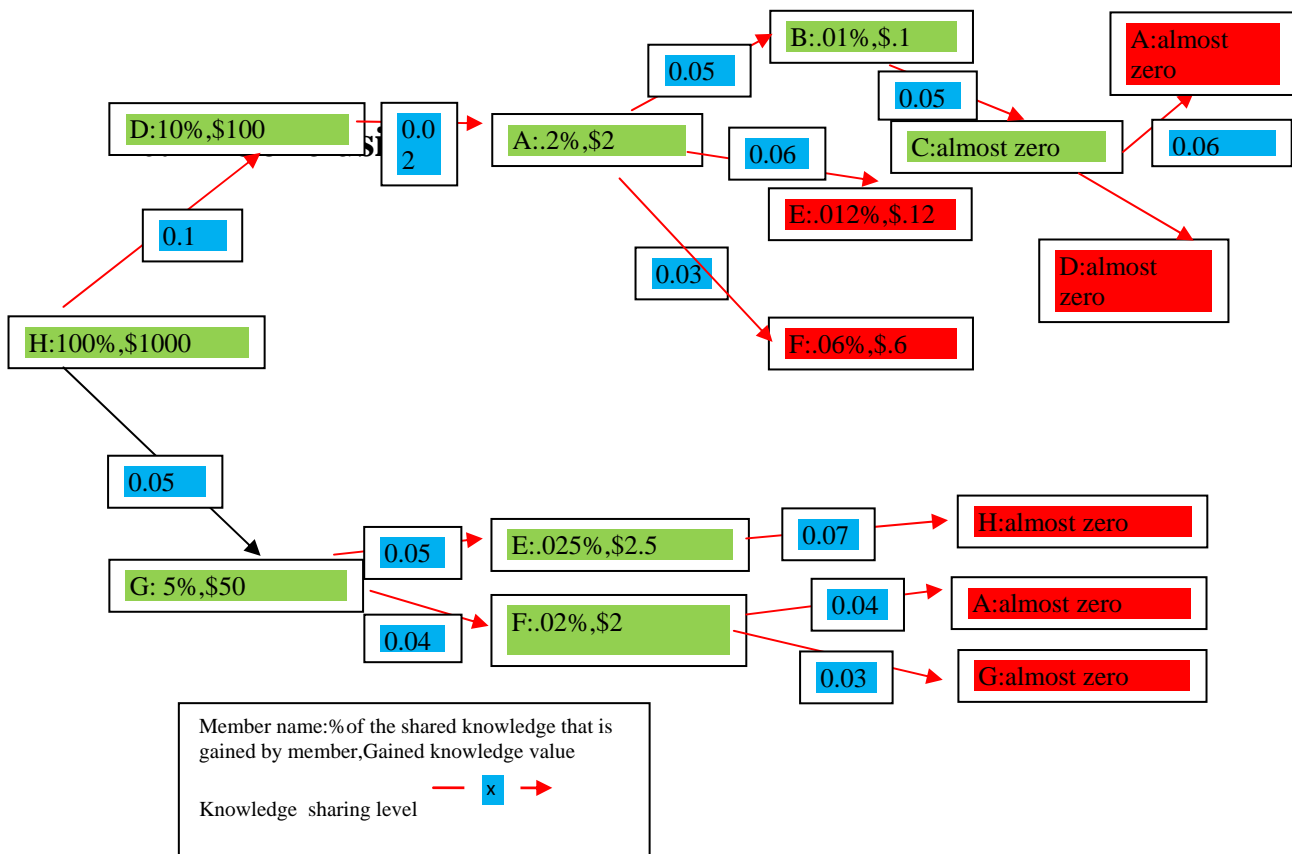 B:.01%,$.1
A:almost
zero
0.05
0.05
D:10%,$100
0.0
2
A:.2%,$2
C:almost zero
0.06
0.06
E:.012%,$.12
0.1
0.03
D:almost
zero
H:100%,$1000
F:.06%,$.6
0.05
0.05
E:.025%,$2.5
0.07
H:almost zero
G: 5%,$50
0.04
F:.02%,$2
0.04
A:almost zero
0.03
G:almost zero
Member name:%of the shared knowledge that is
gained by member,Gained knowledge value
x
Knowledge sharing level